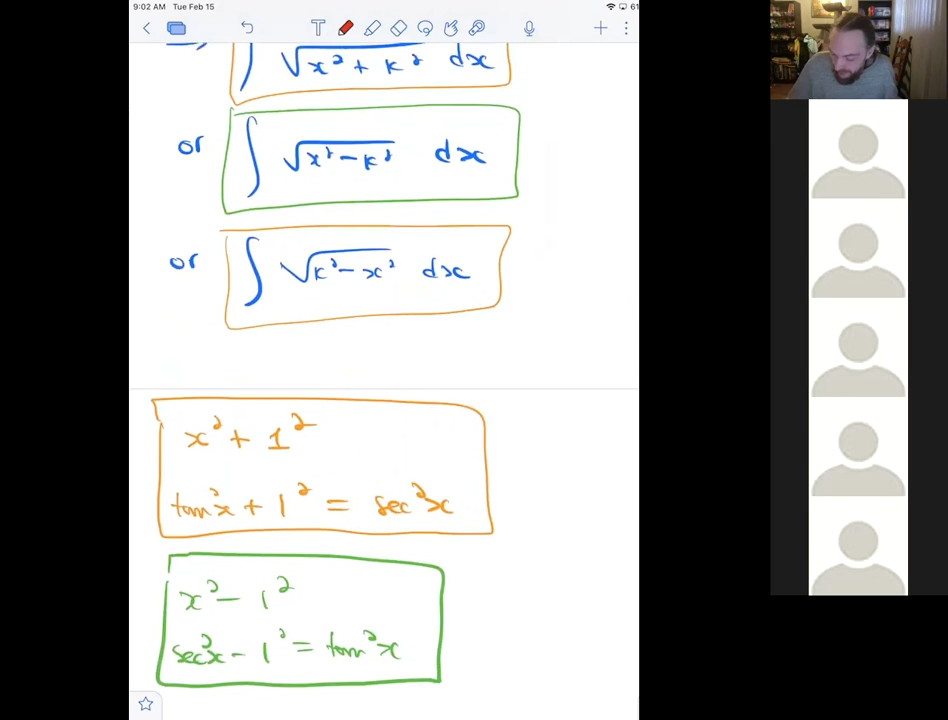 9:02 AM Tue Feb 15
61
∫ √x² + k² dx
or ∫ √x² − k² dx
or ∫ √k² − x² dx
x² + 1²
tan²x + 1² = sec²x
x² − 1²
sec²x − 1² = tan²x